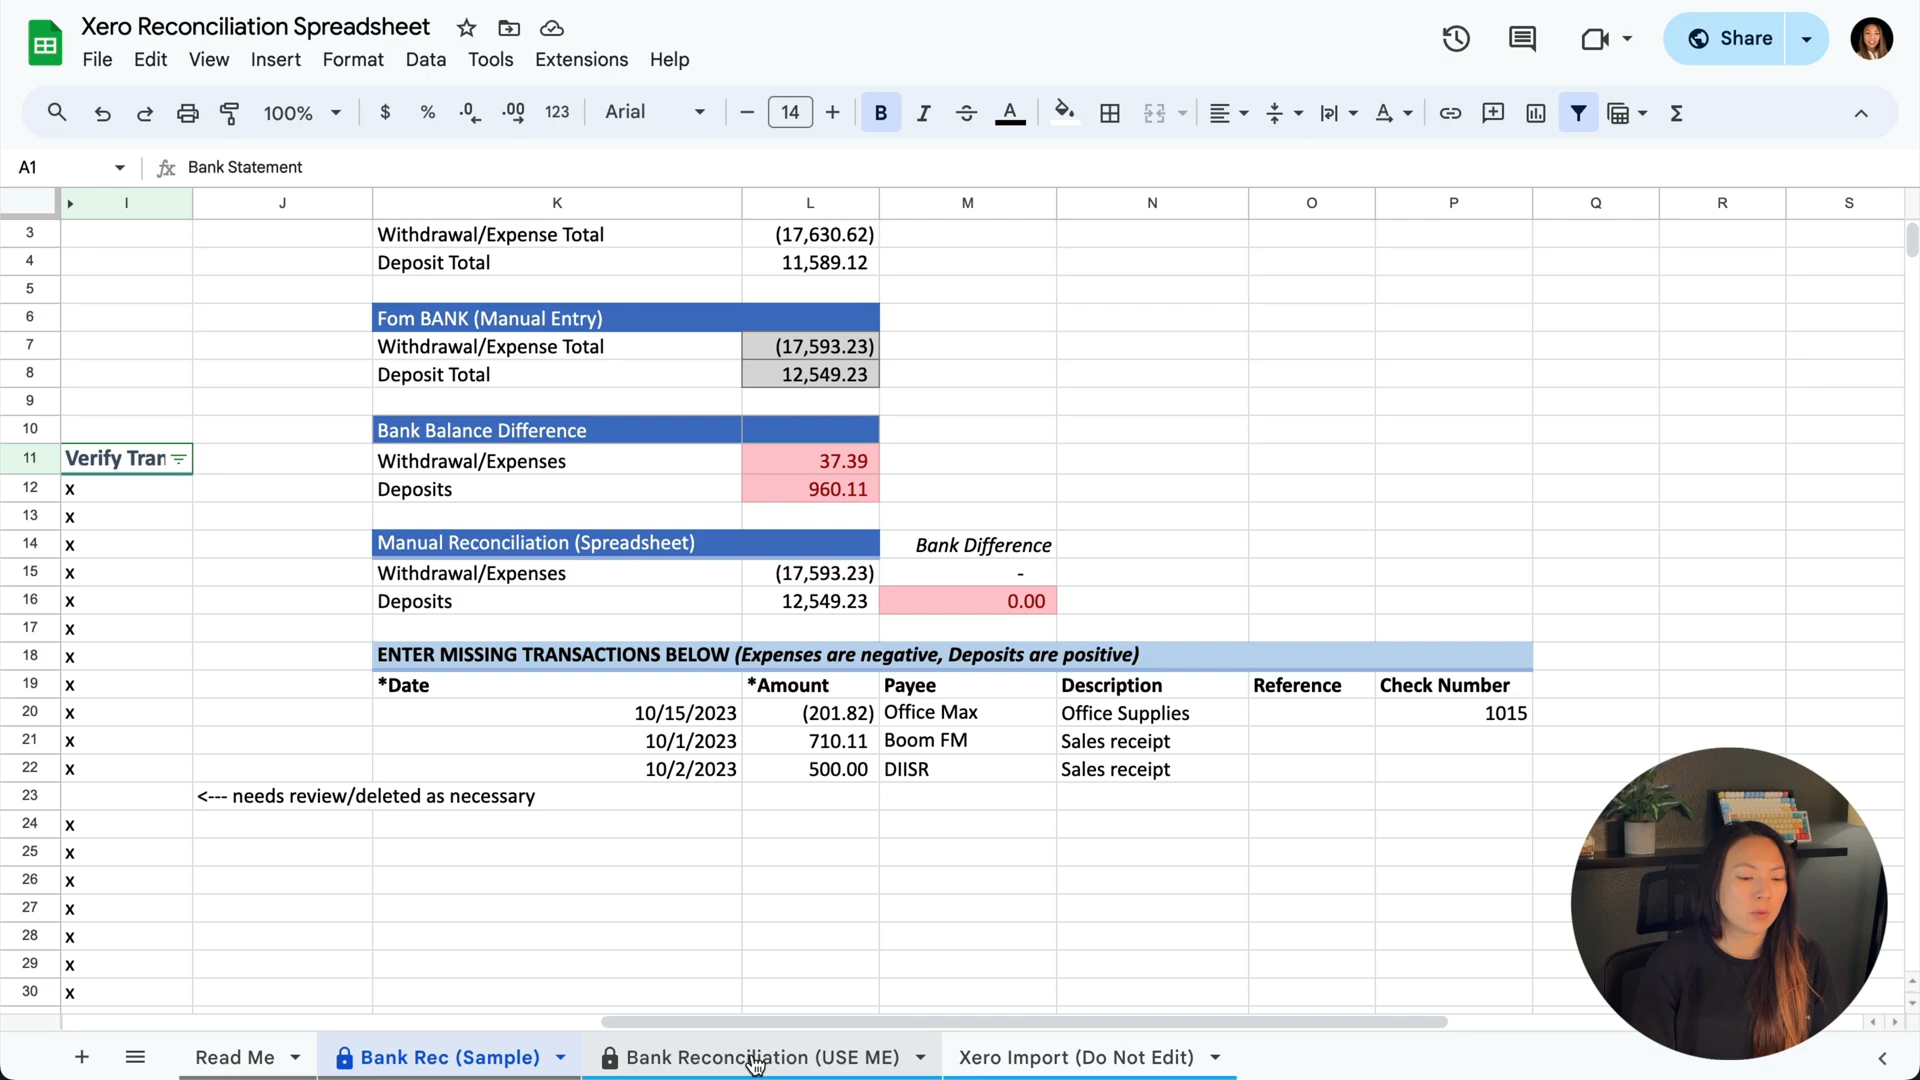 Xero Reconciliation Spreadsheet
File Edit View Insert Format Data Tools Extensions Help
Share
100% $ % .0 .00 123 Arial 14 B I A
A1 fx Bank Statement
I J K L M N O P Q R S
3 Withdrawal/Expense Total (17,630.62)
4 Deposit Total 11,589.12
5
6 Fom BANK (Manual Entry)
7 Withdrawal/Expense Total (17,593.23)
8 Deposit Total 12,549.23
9
10 Bank Balance Difference
11 Verify Tran Withdrawal/Expenses 37.39
12 x Deposits 960.11
13 x
14 x Manual Reconciliation (Spreadsheet) Bank Difference
15 x Withdrawal/Expenses (17,593.23) -
16 x Deposits 12,549.23 0.00
17 x
18 x ENTER MISSING TRANSACTIONS BELOW (Expenses are negative, Deposits are positive)
19 x *Date *Amount Payee Description Reference Check Number
20 x 10/15/2023 (201.82) Office Max Office Supplies 1015
21 x 10/1/2023 710.11 Boom FM Sales receipt
22 x 10/2/2023 500.00 DIISR Sales receipt
23 <--- needs review/deleted as necessary
24 x
25 x
26 x
27 x
28 x
29 x
30 x
Read Me Bank Rec (Sample) Bank Reconciliation (USE ME) Xero Import (Do Not Edit)